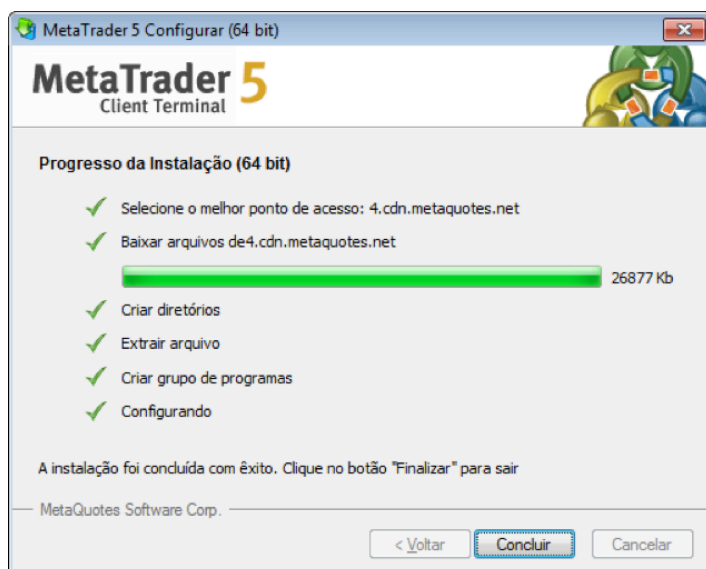 MetaTrader 5 Configurar (64 bit)
MetaTrader 5
Client Terminal
Progresso da Instalação (64 bit)
Selecione o melhor ponto de acesso: 4.cdn.metaquotes.net
Baixar arquivos de4.cdn.metaquotes.net
26877 Kb
Criar diretórios
Extrair arquivo
Criar grupo de programas
Configurando
A instalação foi concluída com êxito. Clique no botão "Finalizar" para sair
MetaQuotes Software Corp.
< Voltar Concluir Cancelar